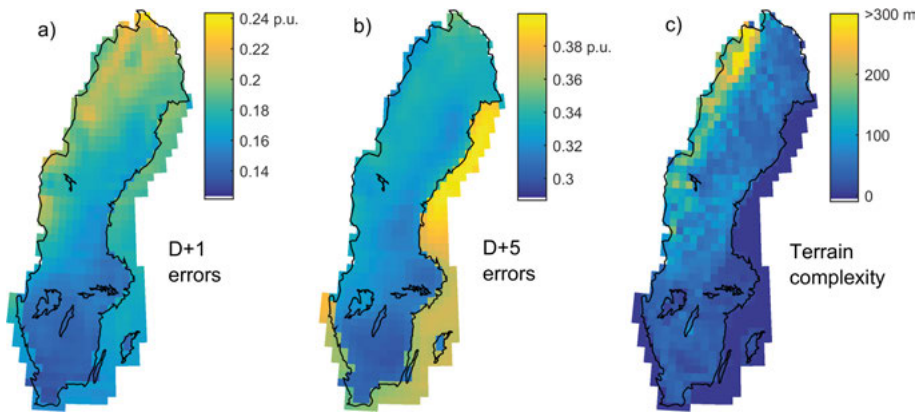 a)
0.24 p.u.
0.22
0.2
0.18
0.16
0.14
D+1
errors
b)
0.38 p.u.
0.36
0.34
0.32
0.3
D+5
errors
c)
>300 m
200
100
0
Terrain
complexity